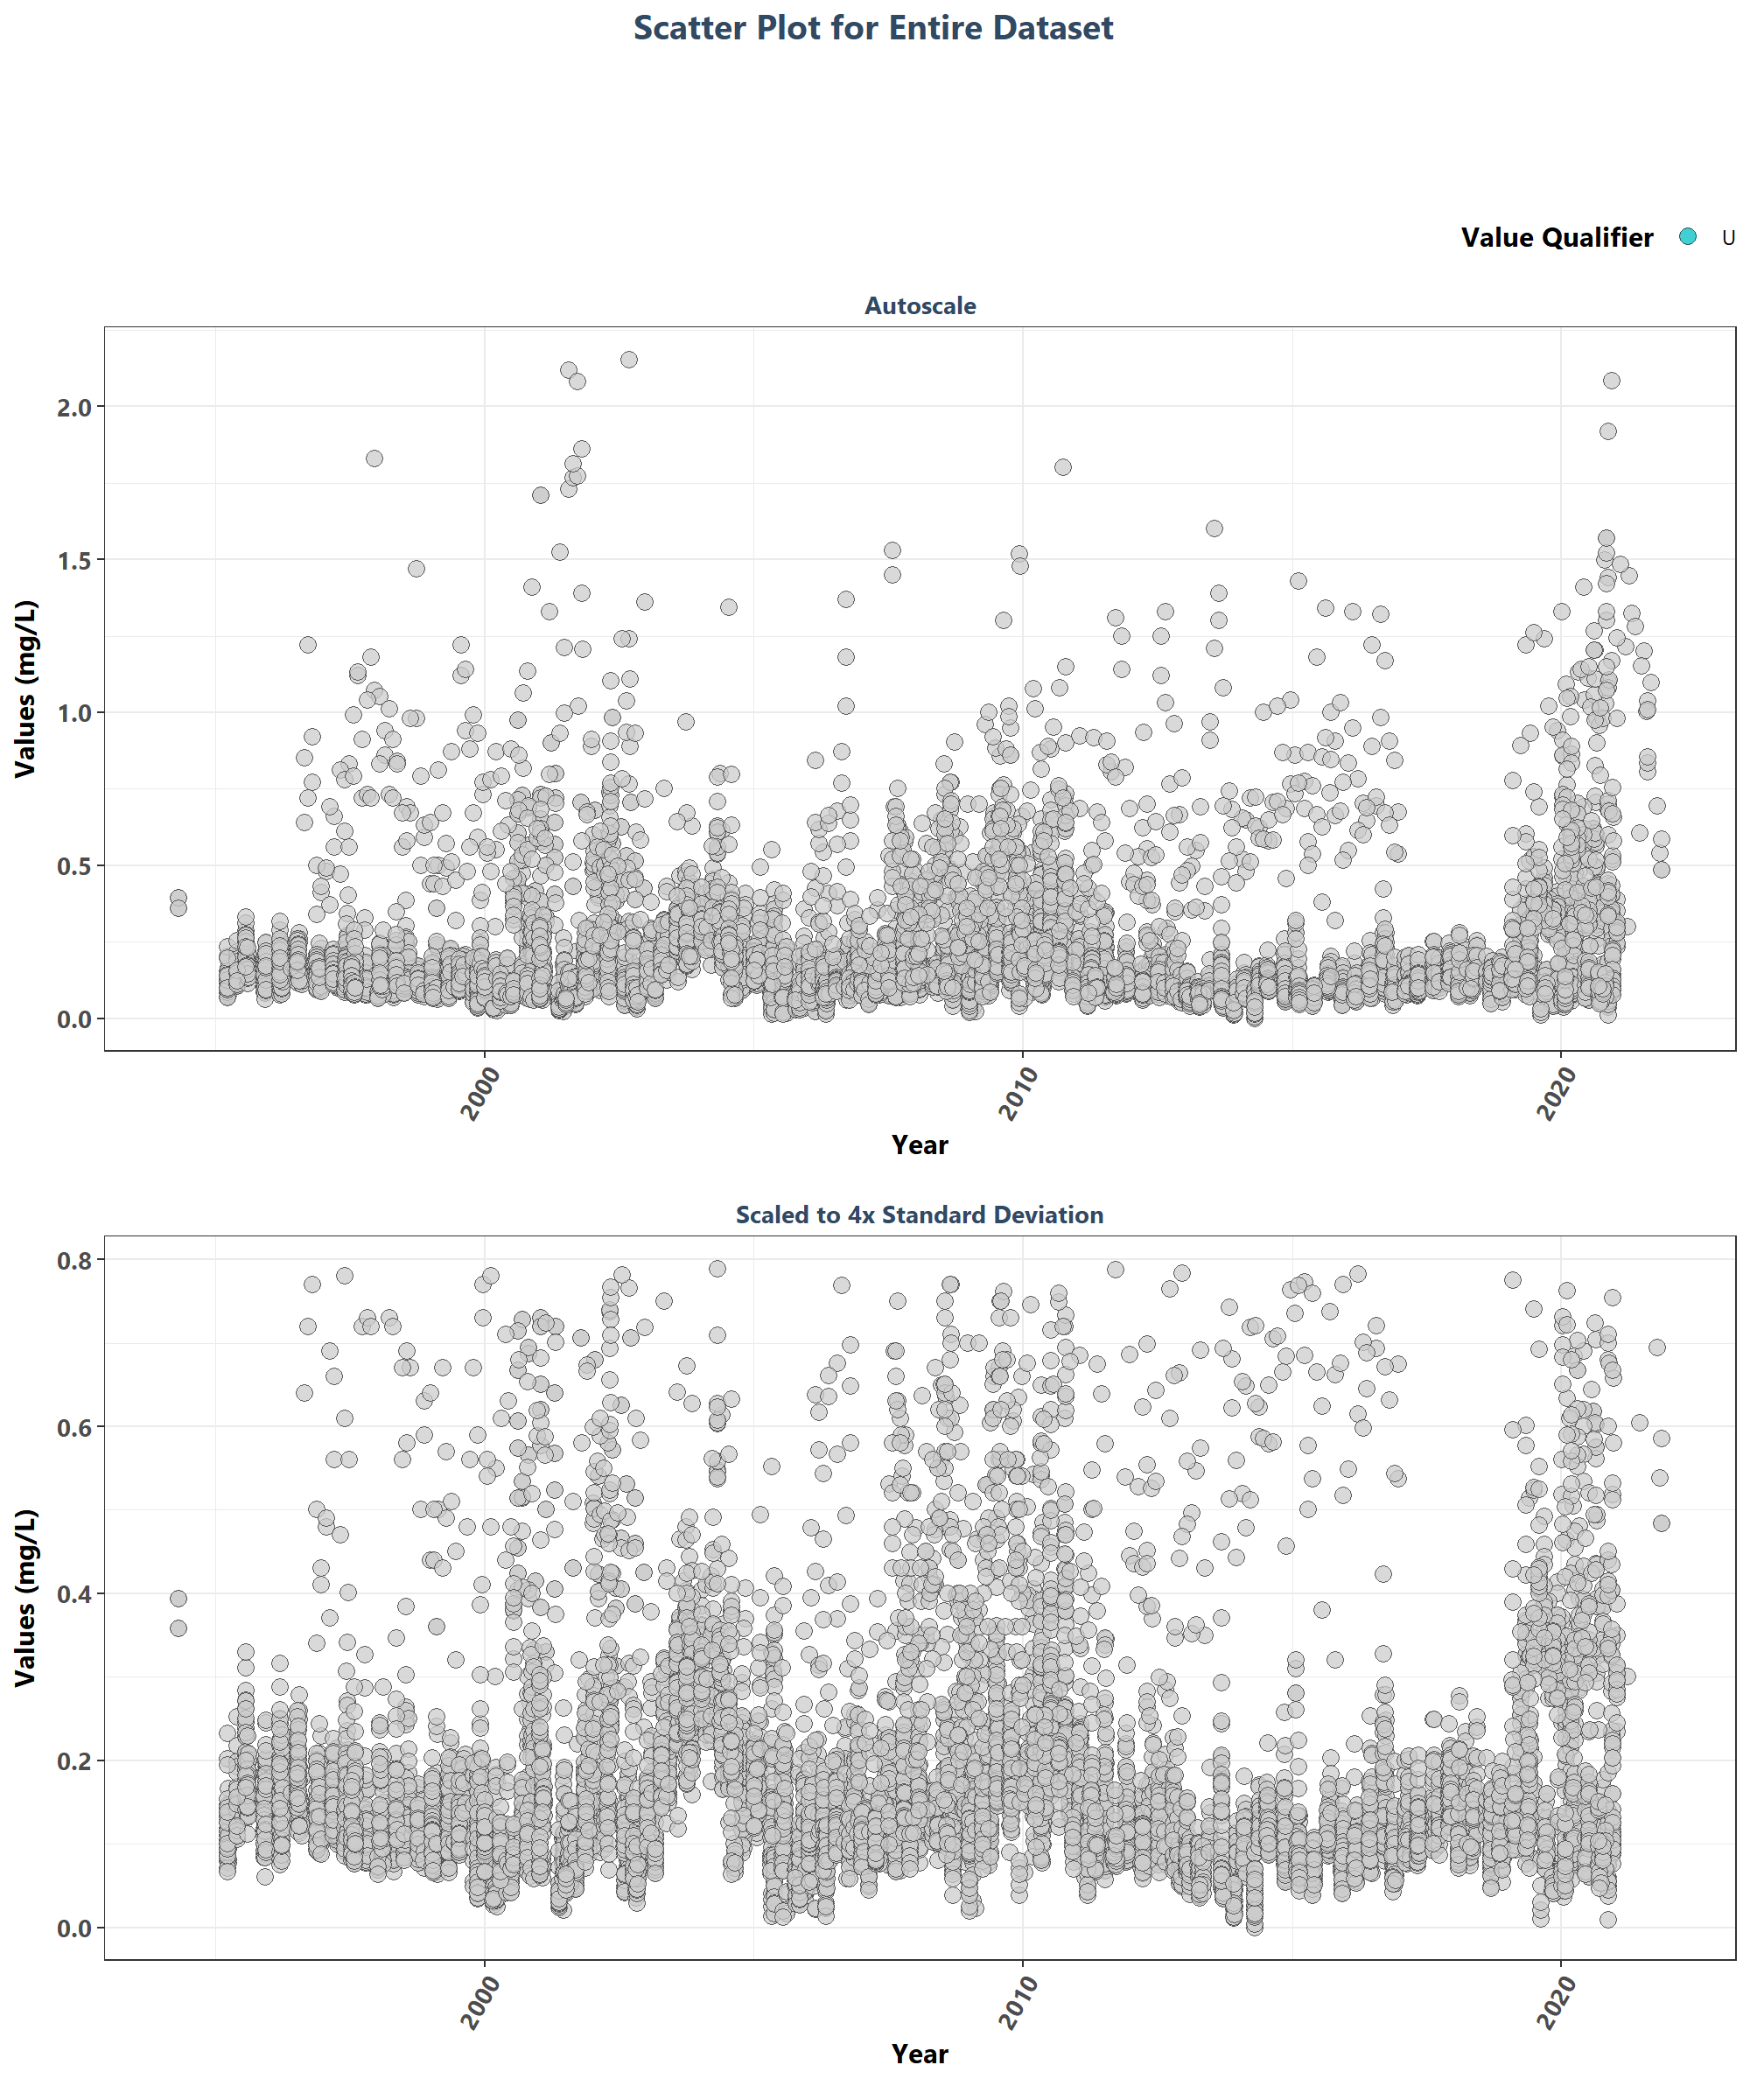 Scatter Plot for Entire Dataset
Value Qualifier U
Autoscale
Values (mg/L)
2.0
1.5
1.0
0.5
0.0
2000 2010 2020
Year
Scaled to 4x Standard Deviation
Values (mg/L)
0.8
0.6
0.4
0.2
0.0
2000 2010 2020
Year